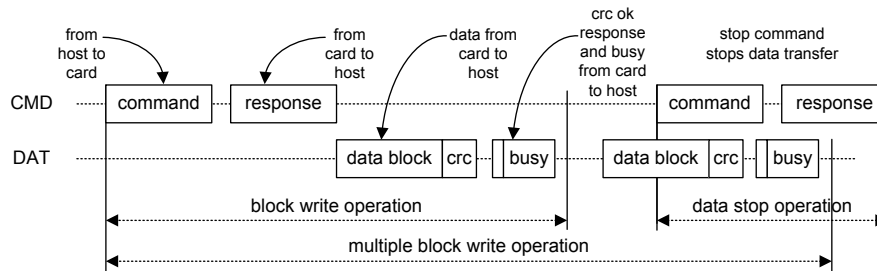 from
host to
card
from
card to
host
data from
card to
host
crc ok
response
and busy
from card
to host
stop command
stops data transfer
CMD
command
response
command
response
DAT
data block
crc
busy
data block
crc
busy
block write operation
data stop operation
multiple block write operation